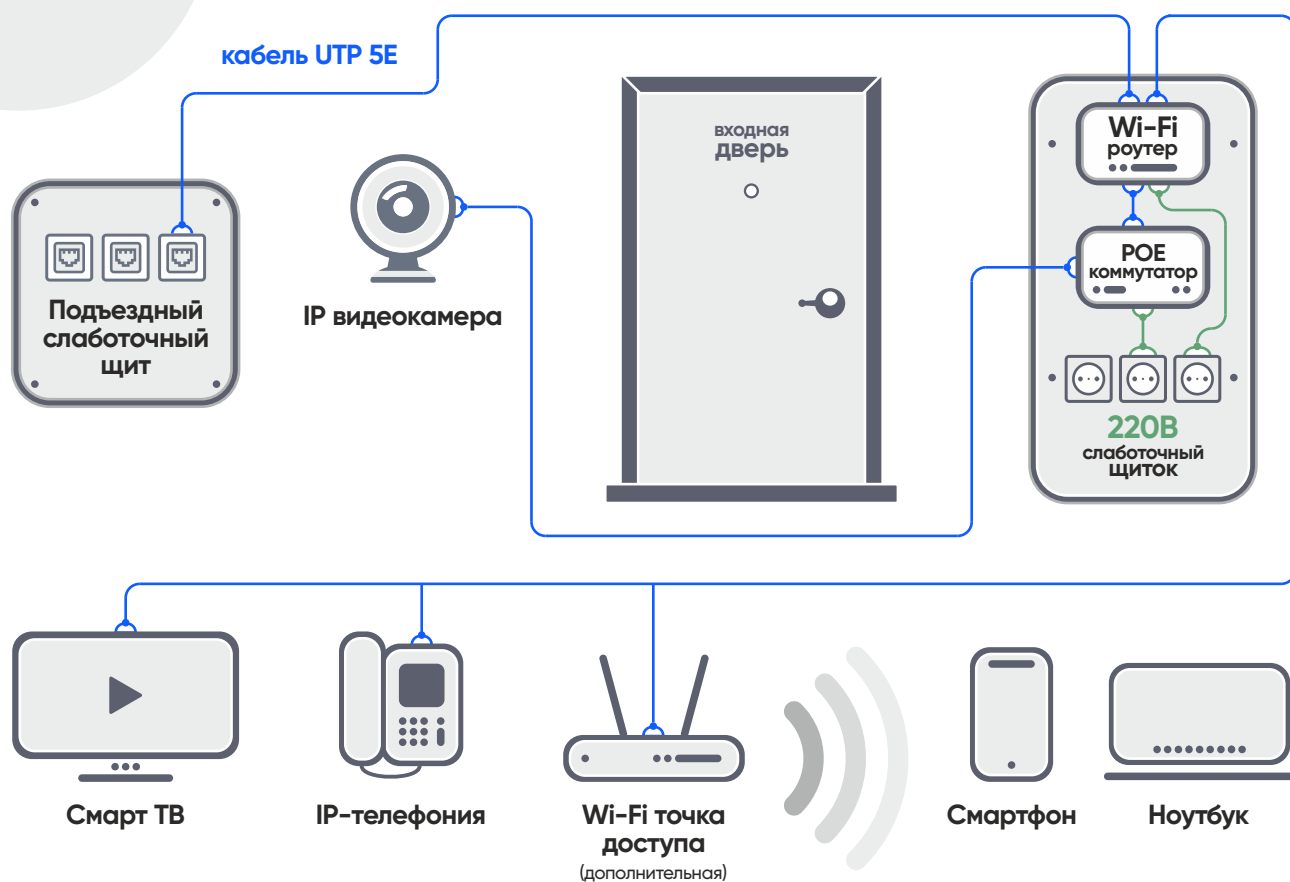 кабель UTP 5E
входная
дверь
Wi-Fi
роутер
POE
коммутатор
Подъездный
слаботочный
щит
IP видеокамера
220В
слаботочный
щиток
Смарт ТВ
IP-телефония
Wi-Fi точка
доступа
(дополнительная)
Смартфон
Ноутбук